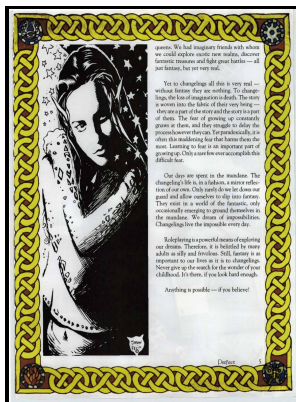 queens. We had imaginary friends with whom
we could explore exotic new realms, discover
fantastic treasures and fight great battles — all
just fantasy, but yet very real.
Yet to changelings all this is very real —
without fantasy they are nothing. To change-
lings, the loss of imagination is death. The story
is woven into the fabric of their very being —
they are a part of the story and the story is a part
of them. The fear of growing up constantly
gnaws at them, and they struggle to delay the
process however they can. Yet paradoxically, it is
often this maddening fear that harms them the
most. Learning to fear is an important part of
growing up. Only a rare few ever accomplish this
difficult feat.
Our days are spent in the mundane. The
changeling's life is, in a fashion, a mirror reflec-
tion of our own. Only rarely do we let down our
guard and allow ourselves to dip into fantasy.
They exist in a world of the fantastic, only
occasionally emerging to ground themselves in
the mundane. We dream of impossibilities.
Changelings live the impossible every day.
Roleplaying is a powerful means of exploring
our dreams. Therefore, it is belittled by many
adults as silly and frivolous. Still, fantasy is as
important to our lives as it is to changelings.
Never give up the search for the wonder of your
childhood. It's there, if you look hard enough.
Anything is possible — if you believe!
Preface 5